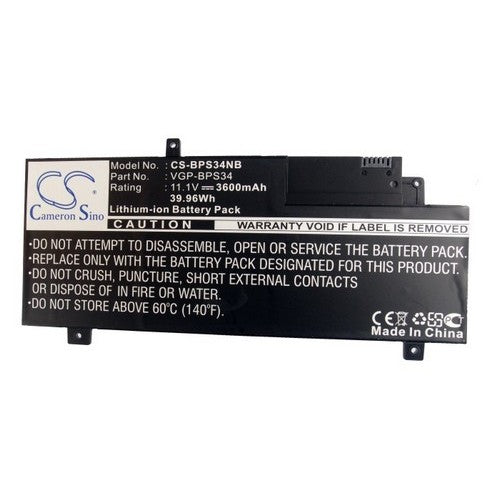 CS
Cameron Sino
Model No. : CS-BPS34NB
Part No. : VGP-BPS34
Rating : 11.1V ⎓ 3600mAh
39.96Wh
Lithium-ion Battery Pack
CAUTION
WARRANTY VOID IF LABEL IS REMOVED
•DO NOT ATTEMPT TO DISASSEMBLE, OPEN OR SERVICE THE BATTERY PACK.
•REPLACE ONLY WITH THE BATTERY PACK DESIGNATED FOR THIS PRODUCT.
•DO NOT CRUSH, PUNCTURE, SHORT EXTERNAL CONTACTS
OR DISPOSE OF IN FIRE OR WATER.
•DO NOT STORE ABOVE 60℃ (140℉).
CE
Made In China